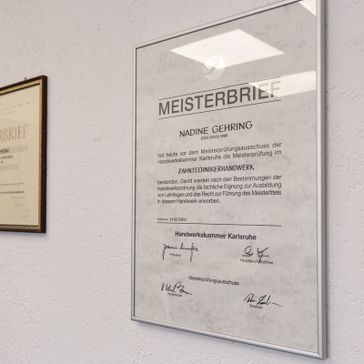 BRIEF
MEISTERBRIEF
NADINE GEHRING
hat heute vor dem Meisterprüfungsausschuss der
Handwerkskammer Karlsruhe die Meisterprüfung im
ZAHNTECHNIKERHANDWERK
bestanden. Damit werden nach den Bestimmungen der
Handwerksordnung die fachliche Eignung zur Ausbildung
von Lehrlingen und das Recht zur Führung des Meistertitels
in diesem Handwerk erworben.
Handwerkskammer Karlsruhe
Präsident Hauptgeschäftsführer
Meisterprüfungsausschuss